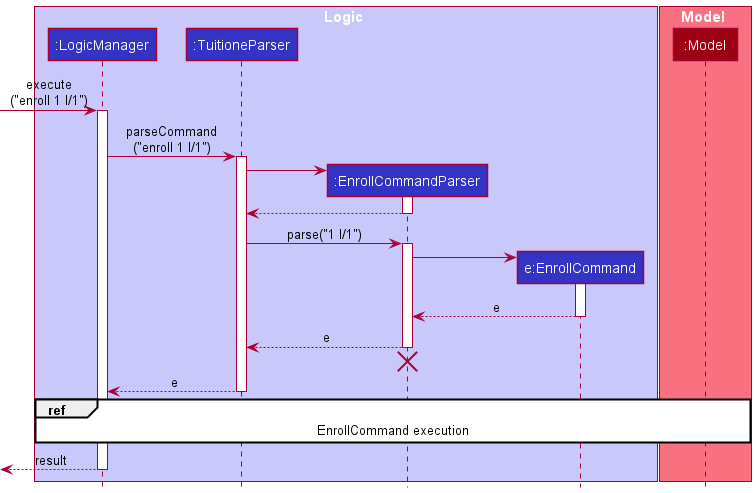 Logic
Model
:LogicManager
:TuitioneParser
:Model
execute
("enroll 1 l/1")
parseCommand
("enroll 1 l/1")
:EnrollCommandParser
parse("1 l/1")
e:EnrollCommand
e
e
e
ref
EnrollCommand execution
result